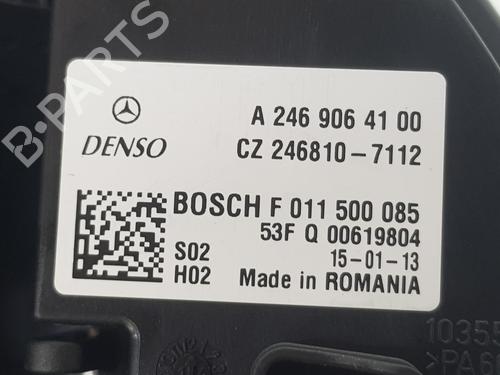 B-PARTS
A 246 906 41 00
DENSO
CZ 246810-7112
BOSCH F 011 500 085
53F Q 00619804
S02
15-01-13
H02
Made in ROMANIA
10355
>PA6